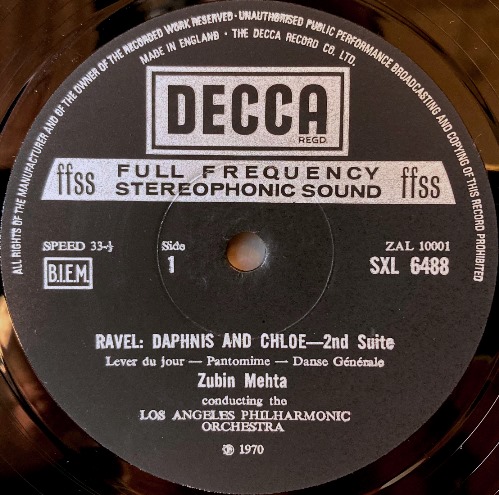 ALL RIGHTS OF THE MANUFACTURER AND OF THE OWNER OF THE RECORDED WORK RESERVED · UNAUTHORISED PUBLIC PERFORMANCE BROADCASTING AND COPYING OF THIS RECORD PROHIBITED
MADE IN ENGLAND · THE DECCA RECORD CO. LTD.
DECCA
REGD.
ffss FULL FREQUENCY STEREOPHONIC SOUND ffss
SPEED 33-⅓ Side 1 ZAL 10001
B.I.E.M. SXL 6488
RAVEL: DAPHNIS AND CHLOE—2nd Suite
Lever du jour — Pantomime — Danse Générale
Zubin Mehta
conducting the
LOS ANGELES PHILHARMONIC
ORCHESTRA
℗ 1970